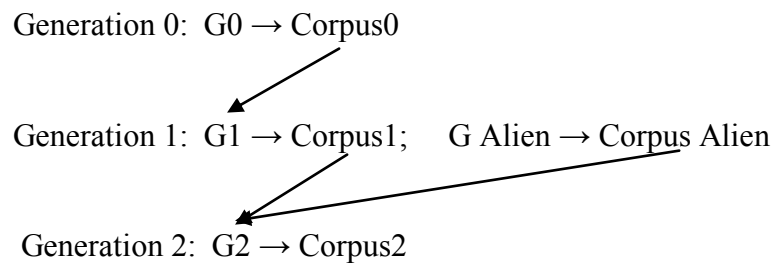 Generation 0: G0 → Corpus0
Generation 1: G1 → Corpus1; G Alien → Corpus Alien
Generation 2: G2 → Corpus2